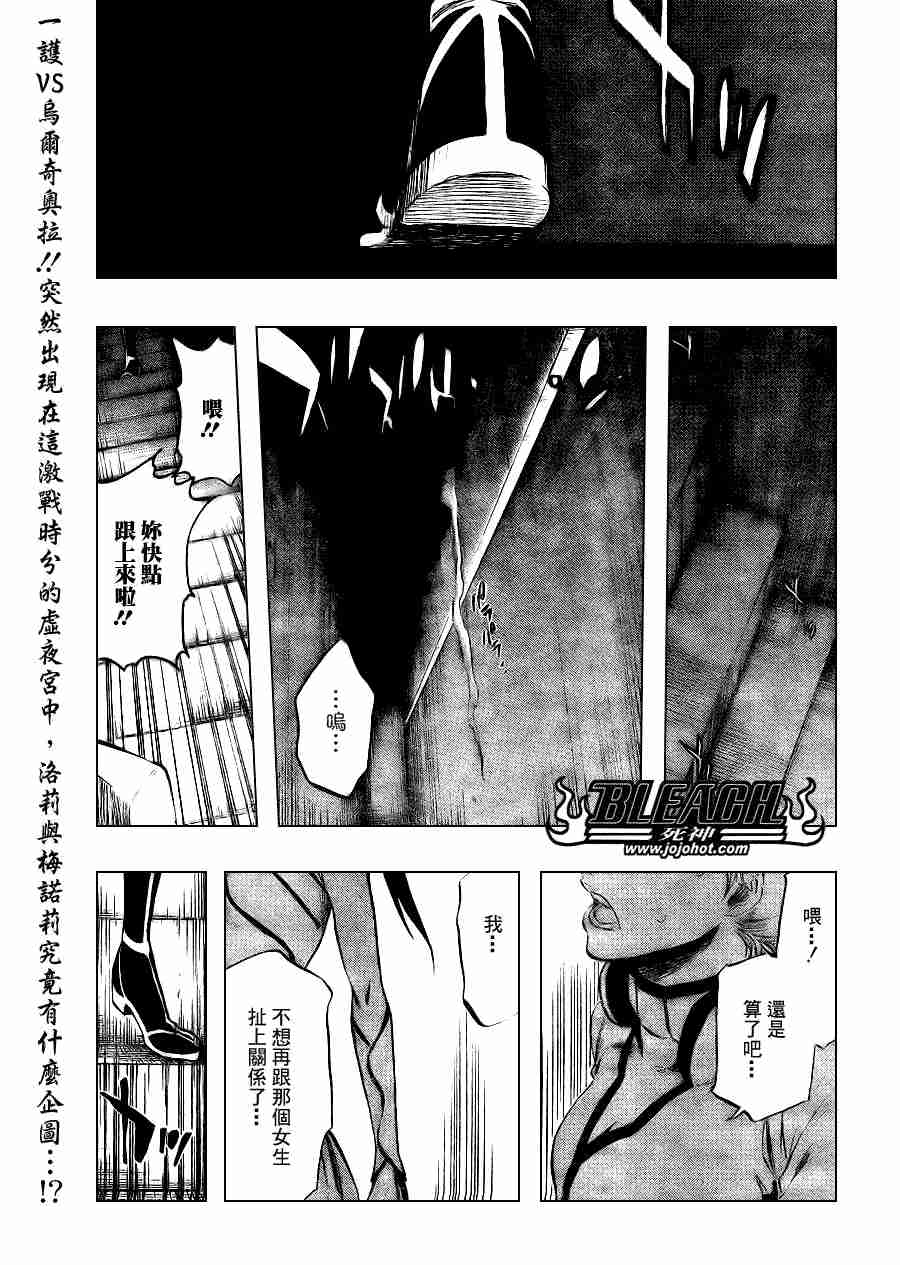 一護VS烏爾奇奧拉!!突然出現在這激戰時分的虛夜宮中，洛莉與梅諾莉究竟有什麼企圖…!?
…嗚…
喂!!
妳快點
跟上來啦!!
BLEACH
死神
www.jojohot.com
喂…!
還是
算了吧…
我…
不想再跟那個女生
扯上關係了…